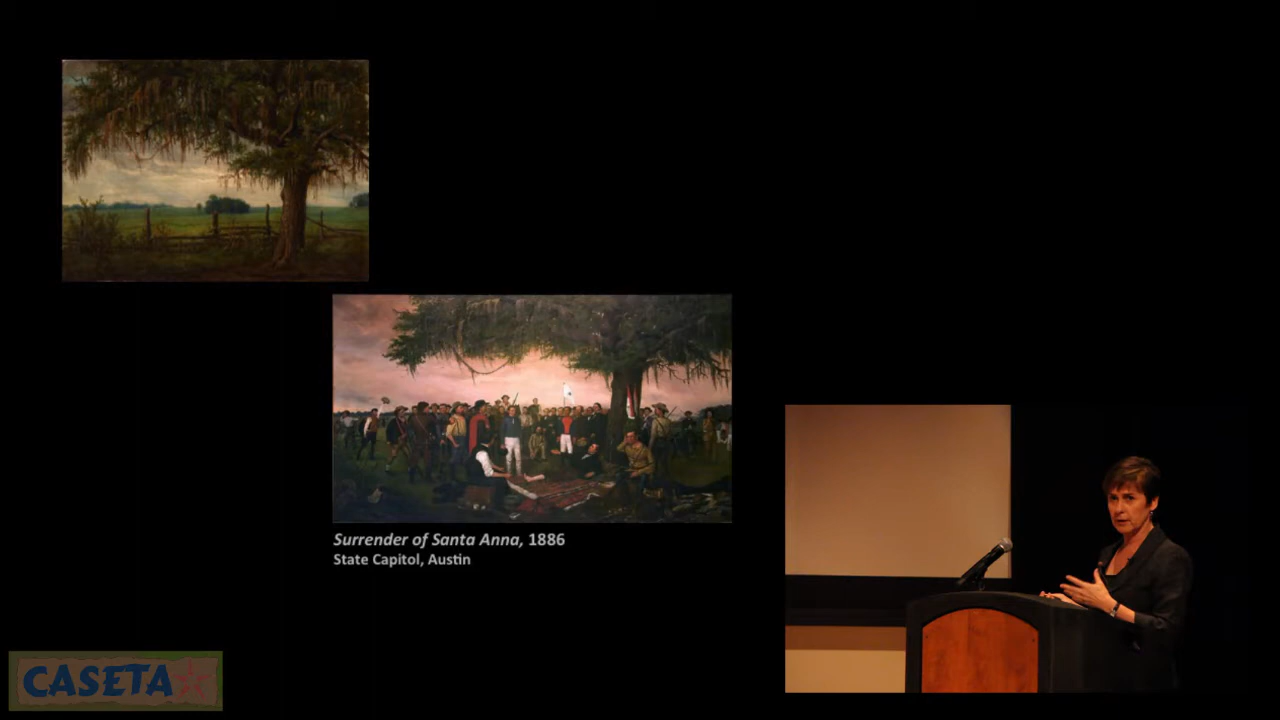 Surrender of Santa Anna, 1886
State Capitol, Austin
CASETA